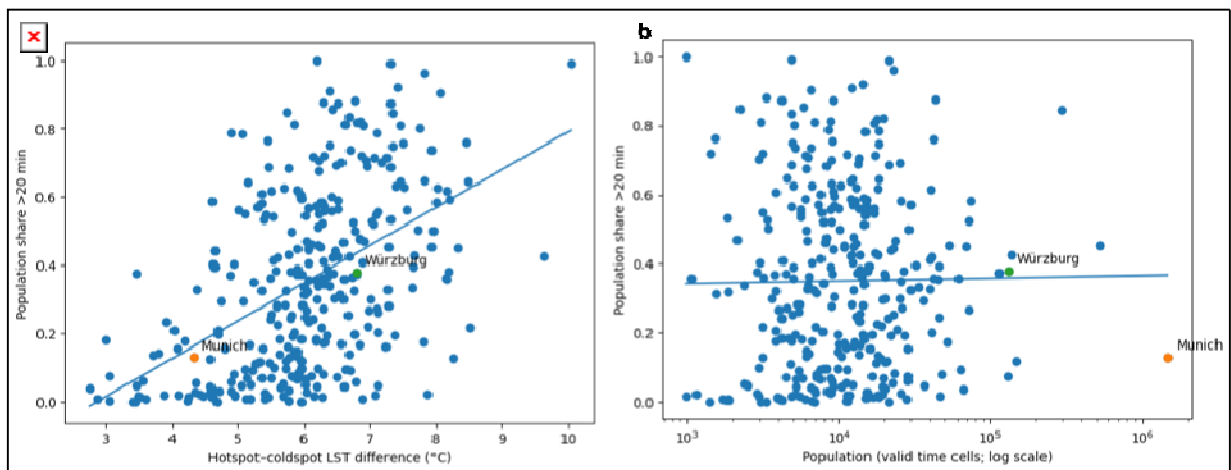 b
1.0
0.8
0.6
0.4
0.2
0.0
Population share >20 min
Würzburg
Munich
3 4 5 6 7 8 9 10
Hotspot–coldspot LST difference (°C)
1.0
0.8
0.6
0.4
0.2
0.0
Population share >20 min
Würzburg
Munich
10³ 10⁴ 10⁵ 10⁶
Population (valid time cells; log scale)